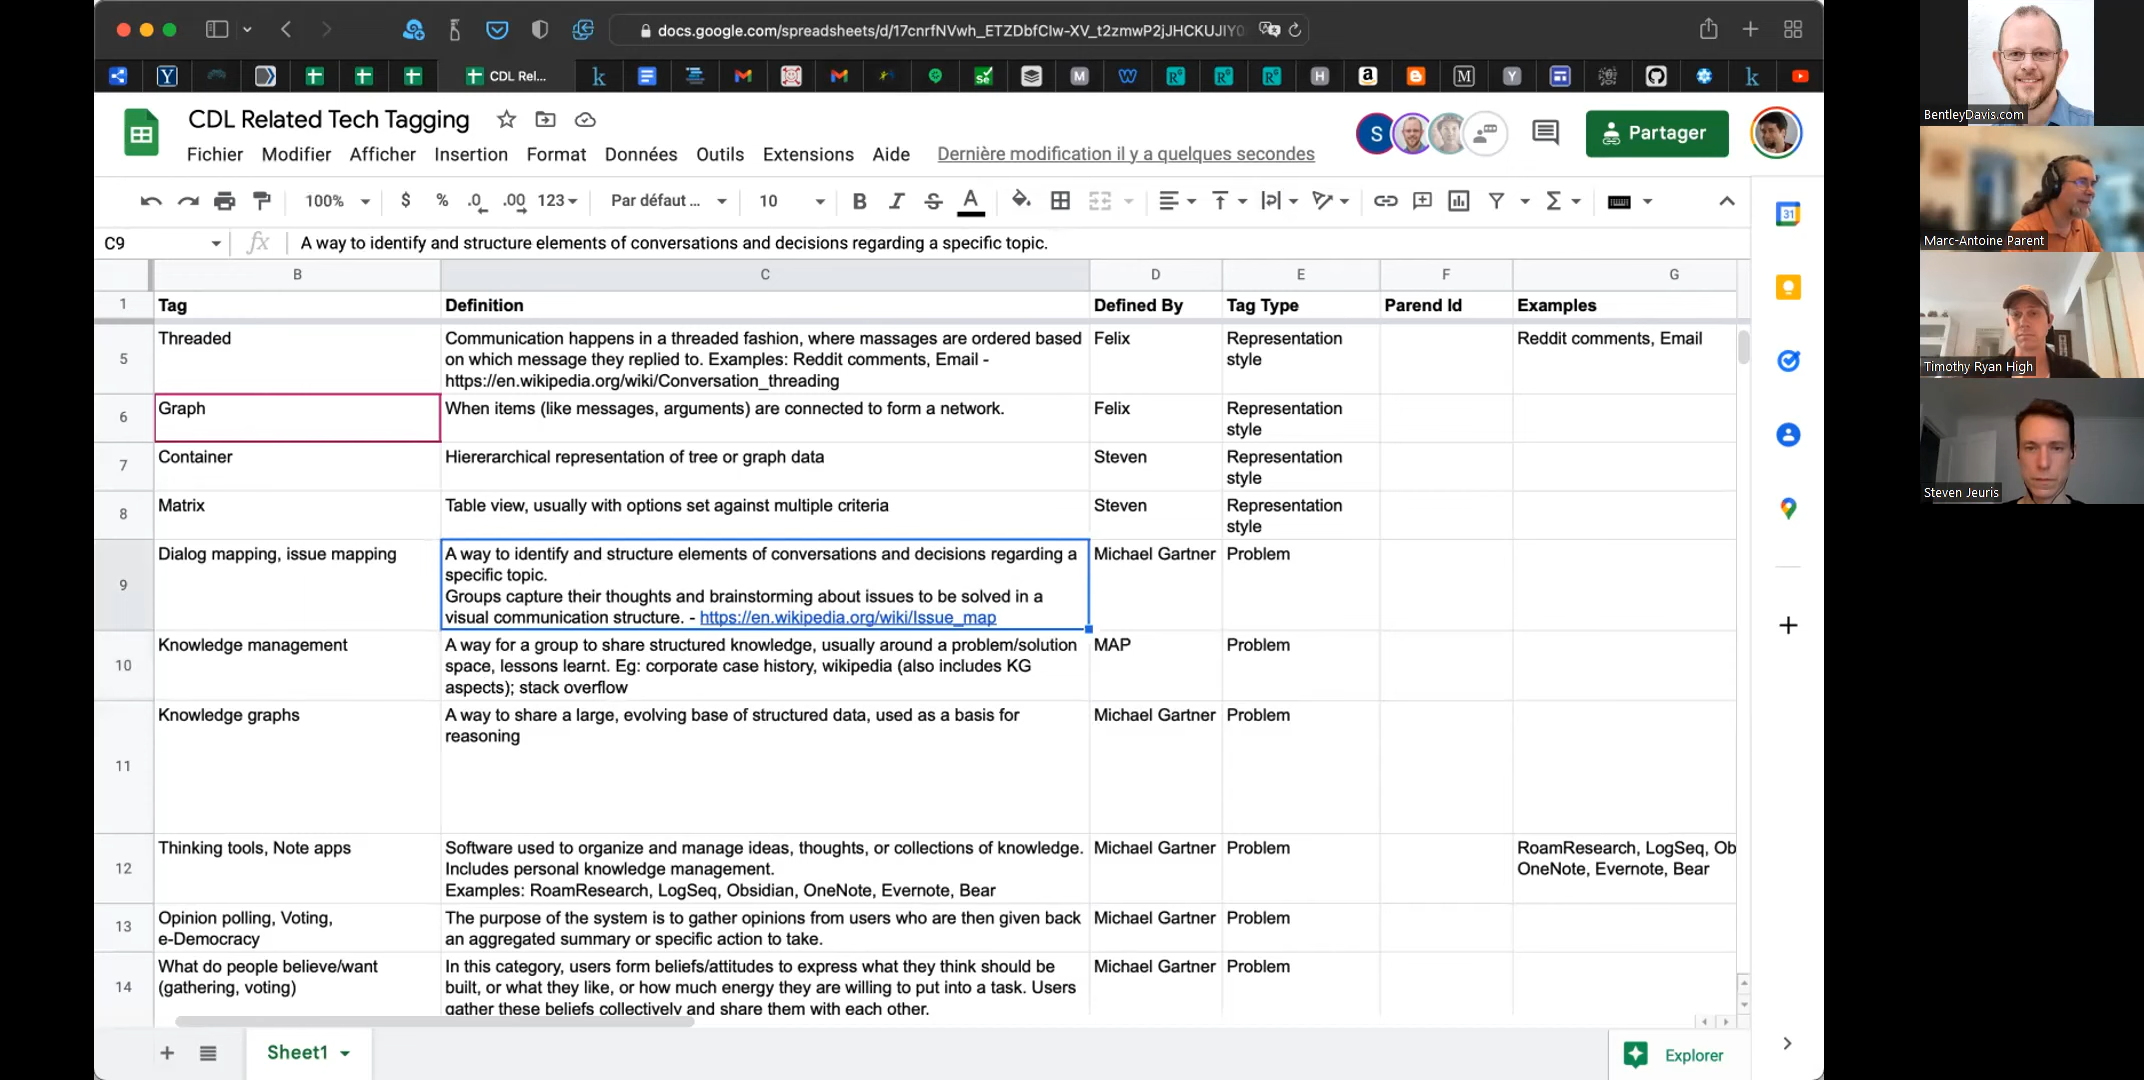 docs.google.com/spreadsheets/d/17cnrfNVwh_ETZDbfClw-XV_t2zmwP2jJHCKUJIY0
CDL Rel...
CDL Related Tech Tagging
Fichier Modifier Afficher Insertion Format Données Outils Extensions Aide Dernière modification il y a quelques secondes
S
Partager
100% $ % .0 .00 123 Par défaut ... 10 B I S A
31
C9 fx A way to identify and structure elements of conversations and decisions regarding a specific topic.
B C D E F G
1 Tag Definition Defined By Tag Type Parend Id Examples
5 Threaded Communication happens in a threaded fashion, where massages are ordered based Felix Representation Reddit comments, Email
on which message they replied to. Examples: Reddit comments, Email - style
https://en.wikipedia.org/wiki/Conversation_threading
6 Graph When items (like messages, arguments) are connected to form a network. Felix Representation
style
7 Container Hiererarchical representation of tree or graph data Steven Representation
style
8 Matrix Table view, usually with options set against multiple criteria Steven Representation
style
9 Dialog mapping, issue mapping A way to identify and structure elements of conversations and decisions regarding a Michael Gartner Problem
specific topic.
Groups capture their thoughts and brainstorming about issues to be solved in a
visual communication structure. - https://en.wikipedia.org/wiki/Issue_map
10 Knowledge management A way for a group to share structured knowledge, usually around a problem/solution MAP Problem
space, lessons learnt. Eg: corporate case history, wikipedia (also includes KG
aspects); stack overflow
11 Knowledge graphs A way to share a large, evolving base of structured data, used as a basis for Michael Gartner Problem
reasoning
12 Thinking tools, Note apps Software used to organize and manage ideas, thoughts, or collections of knowledge. Michael Gartner Problem RoamResearch, LogSeq, Ob
Includes personal knowledge management. OneNote, Evernote, Bear
Examples: RoamResearch, LogSeq, Obsidian, OneNote, Evernote, Bear
13 Opinion polling, Voting, The purpose of the system is to gather opinions from users who are then given back Michael Gartner Problem
e-Democracy an aggregated summary or specific action to take.
14 What do people believe/want In this category, users form beliefs/attitudes to express what they think should be Michael Gartner Problem
(gathering, voting) built, or what they like, or how much energy they are willing to put into a task. Users
gather these beliefs collectively and share them with each other.
Sheet1
Explorer
BentleyDavis.com
Marc-Antoine Parent
Timothy Ryan High
Steven Jeuris